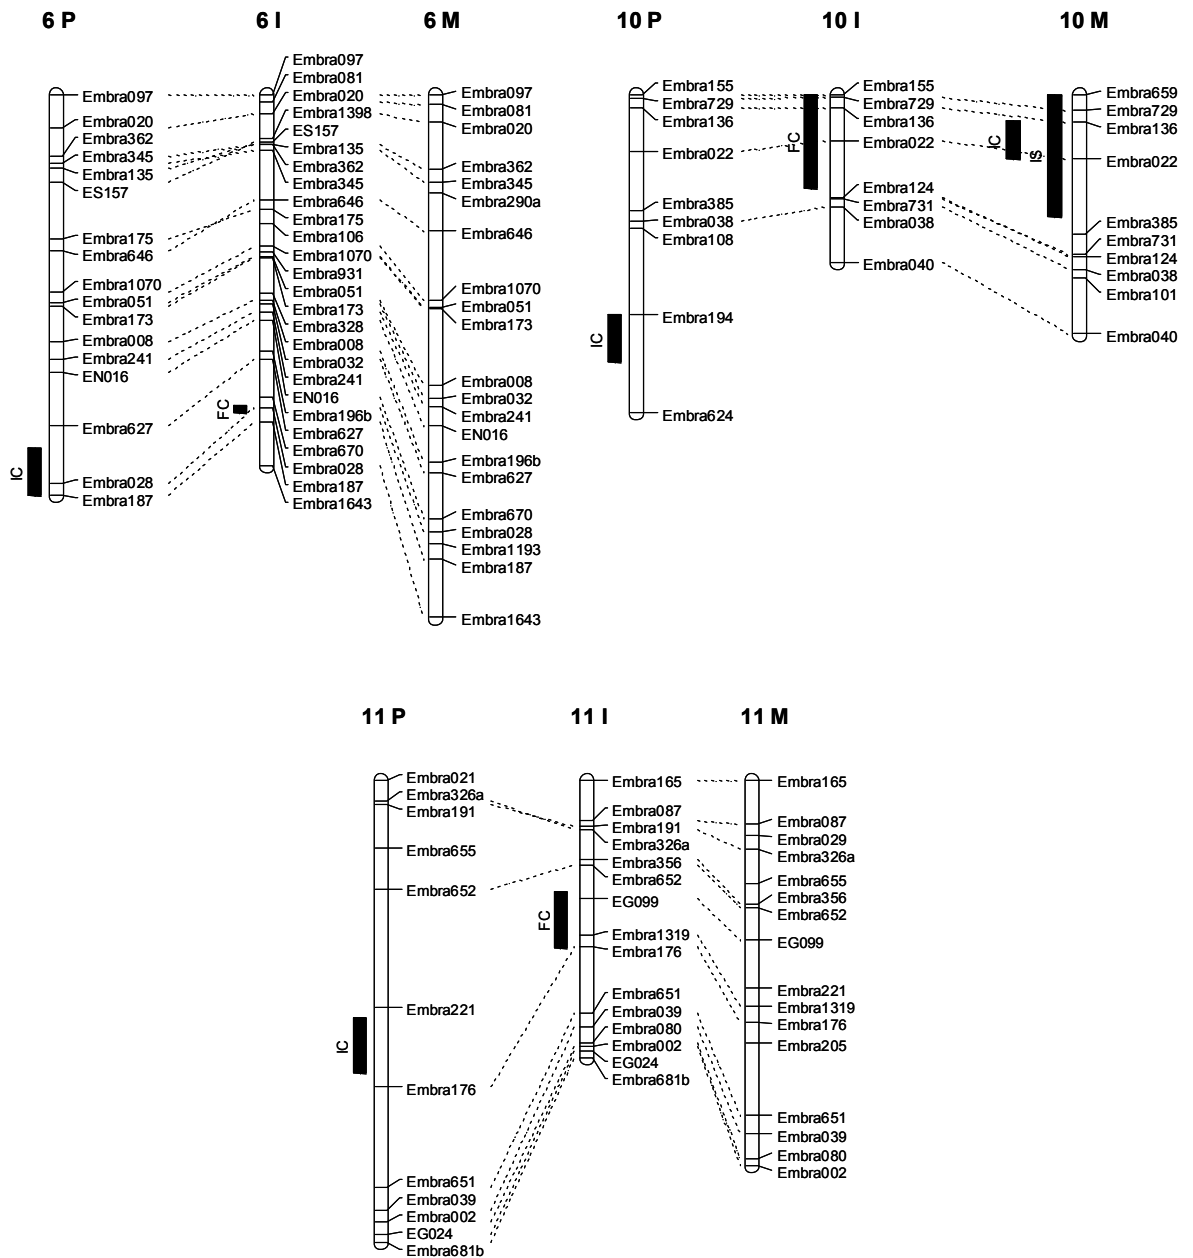 6 P
6 I
6 M
10 P
10 I
10 M
Embra097
Embra020
Embra362
Embra345
Embra135
ES157
Embra175
Embra646
Embra1070
Embra051
Embra173
Embra008
Embra241
EN016
Embra627
Embra028
Embra187
IC
Embra097
Embra081
Embra020
Embra1398
ES157
Embra135
Embra362
Embra345
Embra646
Embra175
Embra106
Embra1070
Embra931
Embra051
Embra173
Embra328
Embra008
Embra032
Embra241
EN016
Embra196b
Embra627
Embra670
Embra028
Embra187
Embra1643
FC
Embra097
Embra081
Embra020
Embra362
Embra345
Embra290a
Embra646
Embra1070
Embra051
Embra173
Embra008
Embra032
Embra241
EN016
Embra196b
Embra627
Embra670
Embra028
Embra1193
Embra187
Embra1643
Embra155
Embra729
Embra136
Embra022
Embra385
Embra038
Embra108
Embra194
Embra624
IC
Embra155
Embra729
Embra136
Embra022
Embra124
Embra731
Embra038
Embra040
FC
Embra659
Embra729
Embra136
Embra022
Embra385
Embra731
Embra124
Embra038
Embra101
Embra040
IC
IS
11 P
11 I
11 M
Embra021
Embra326a
Embra191
Embra655
Embra652
Embra221
Embra176
Embra651
Embra039
Embra002
EG024
Embra681b
IC
Embra165
Embra087
Embra191
Embra326a
Embra356
Embra652
EG099
Embra1319
Embra176
Embra651
Embra039
Embra080
Embra002
EG024
Embra681b
FC
Embra165
Embra087
Embra029
Embra326a
Embra655
Embra356
Embra652
EG099
Embra221
Embra1319
Embra176
Embra205
Embra651
Embra039
Embra080
Embra002